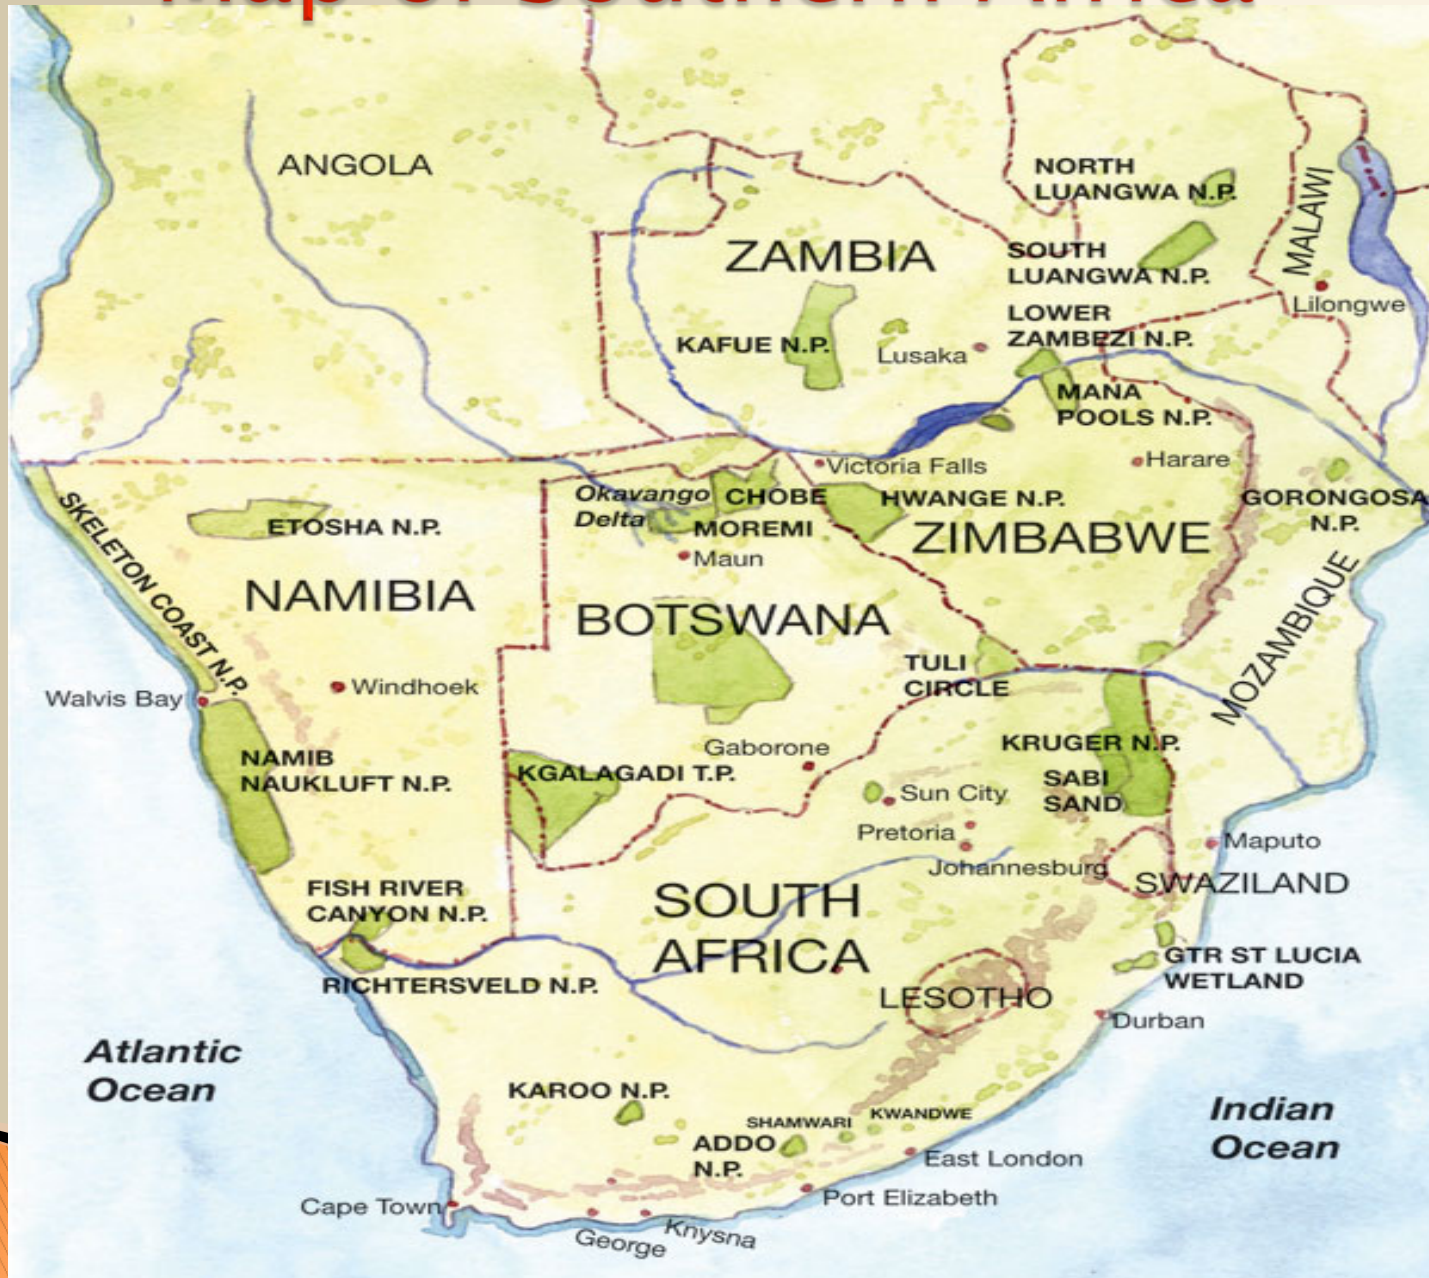 Map of Southern Africa
ANGOLA
NORTH
LUANGWA N.P.
MALAWI
ZAMBIA
SOUTH
LUANGWA N.P.
Lilongwe
LOWER
ZAMBEZI N.P.
KAFUE N.P.
Lusaka
MANA
POOLS N.P.
Victoria Falls
Harare
Okavango
Delta
CHOBE
HWANGE N.P.
GORONGOSA
N.P.
SKELETON COAST N.P.
ETOSHA N.P.
MOREMI
ZIMBABWE
Maun
NAMIBIA
BOTSWANA
MOZAMBIQUE
TULI
CIRCLE
Walvis Bay
Windhoek
Gaborone
KRUGER N.P.
NAMIB
NAUKLUFT N.P.
KGALAGADI T.P.
SABI
SAND
Sun City
Pretoria
Maputo
Johannesburg
SWAZILAND
FISH RIVER
CANYON N.P.
SOUTH
AFRICA
GTR ST LUCIA
WETLAND
RICHTERSVELD N.P.
LESOTHO
Durban
Atlantic
Ocean
KAROO N.P.
SHAMWARI
KWANDWE
Indian
Ocean
ADDO
N.P.
East London
Cape Town
Port Elizabeth
George
Knysna